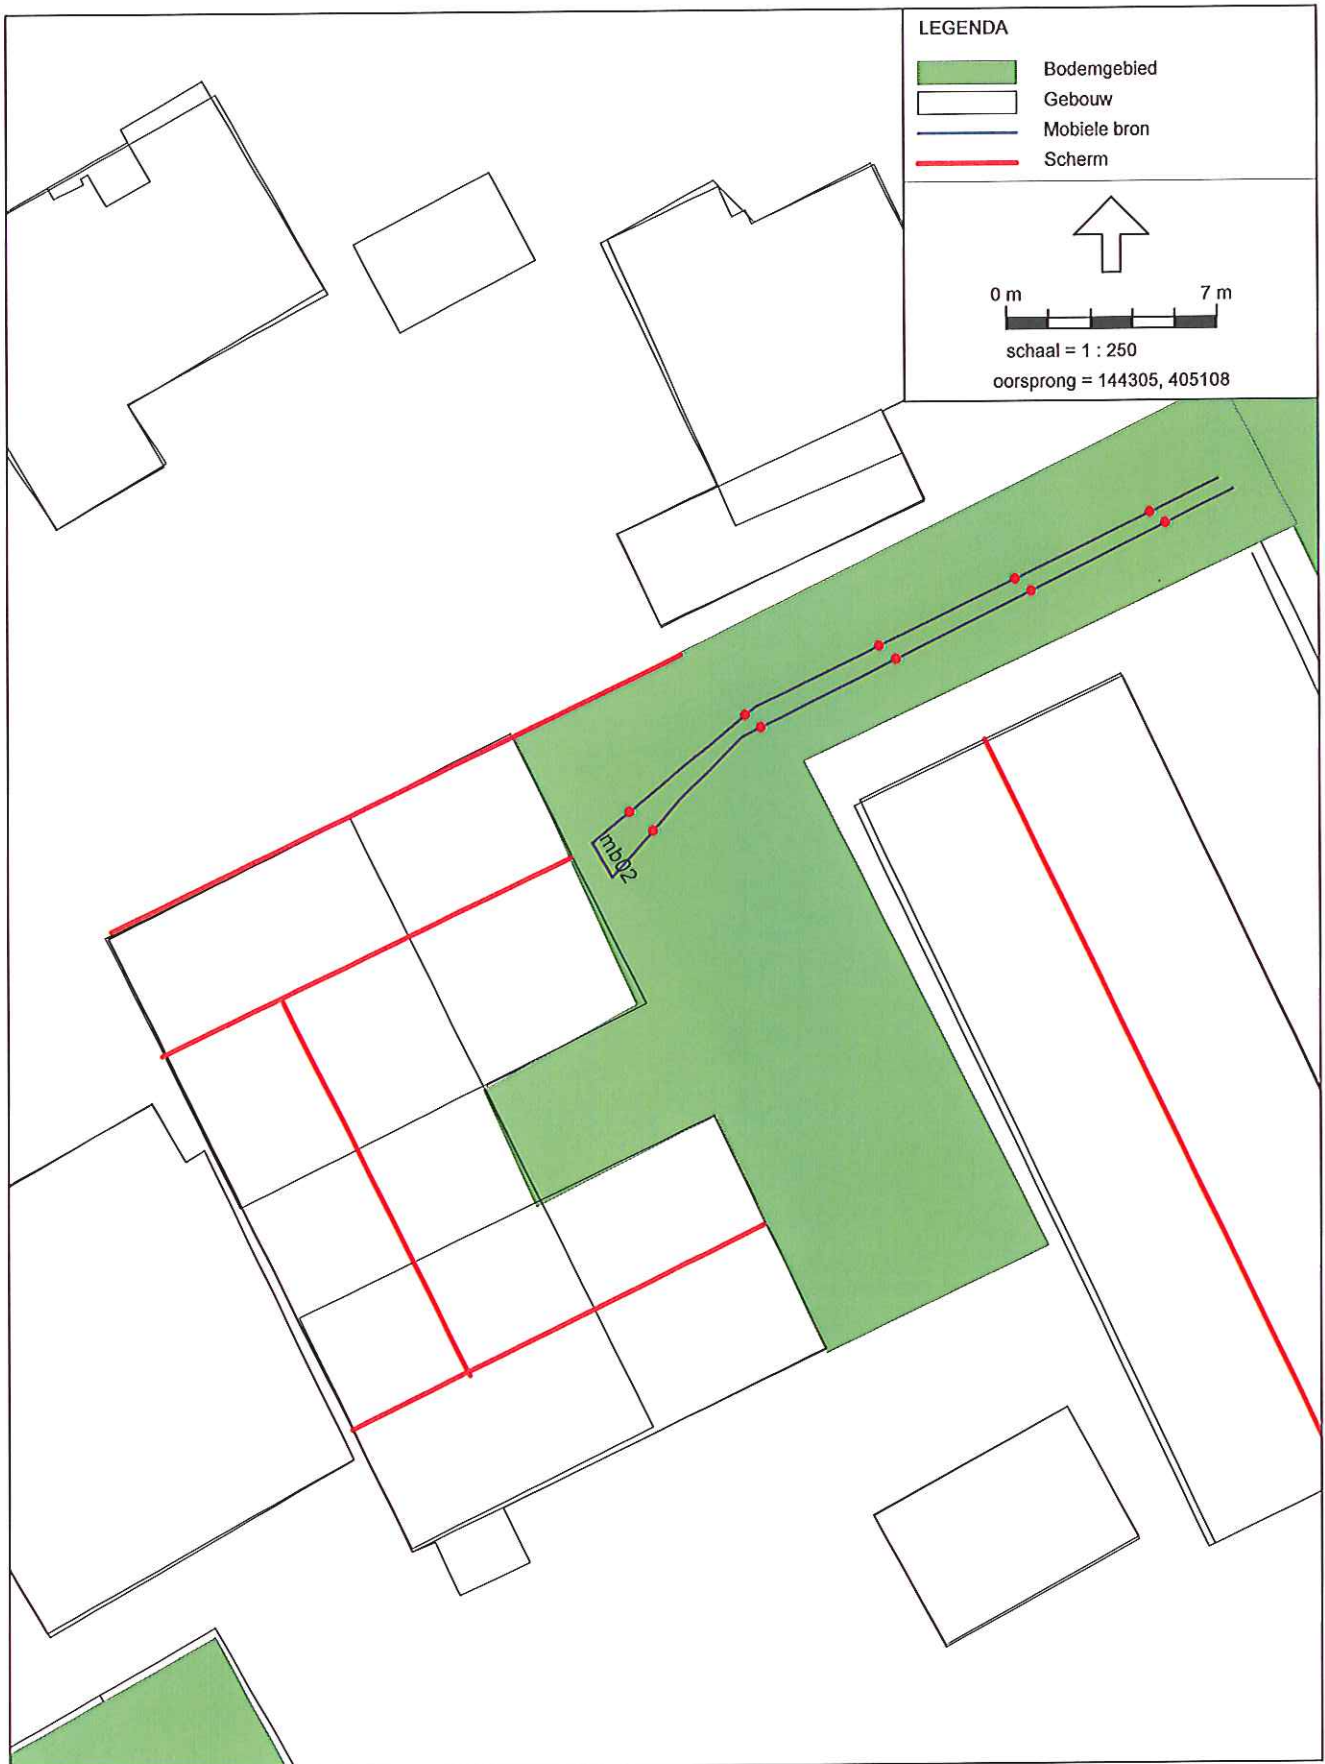 LEGENDA
Bodemgebied
Gebouw
Mobiele bron
Scherm
0 m 7 m
schaal = 1 : 250
oorsprong = 144305, 405108
mb02